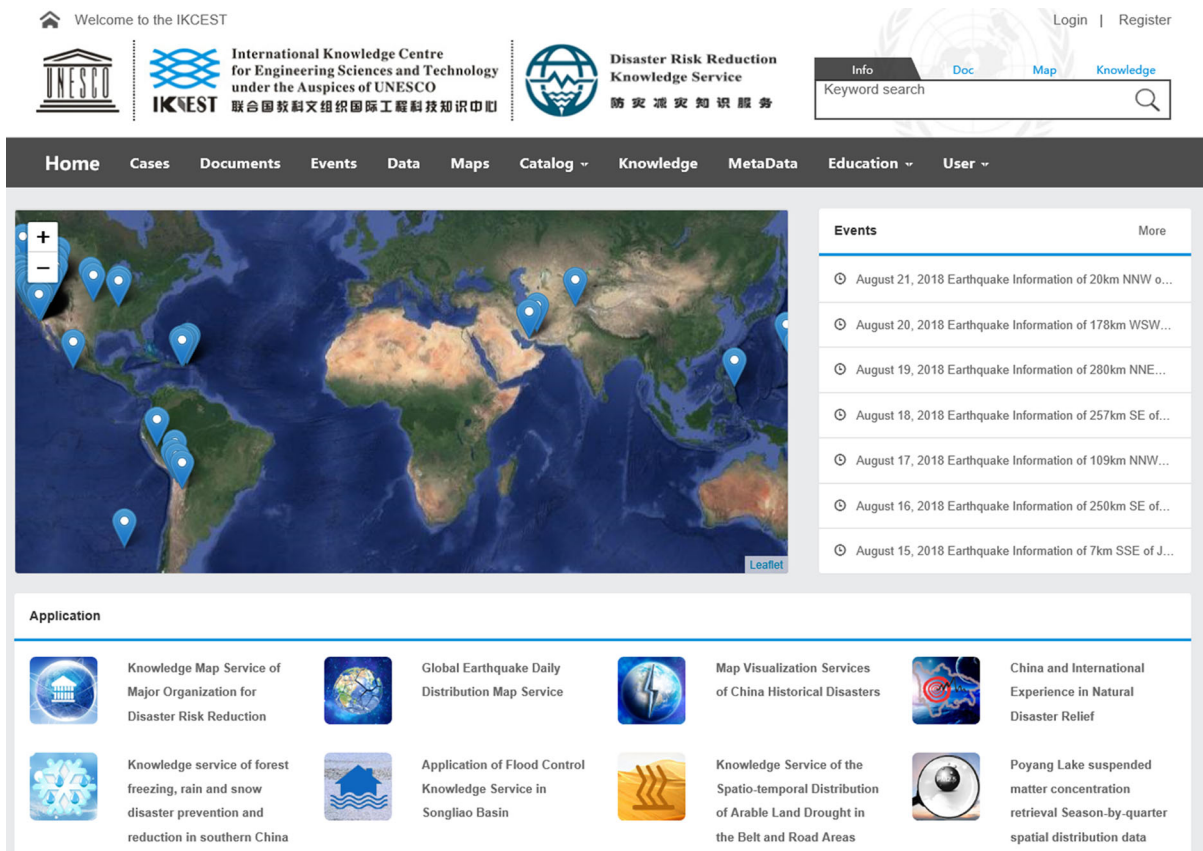 Welcome to the IKCEST
Login | Register
UNESCO
IKCEST
International Knowledge Centre
for Engineering Sciences and Technology
under the Auspices of UNESCO
联合国教科文组织国际工程科技知识中心
Disaster Risk Reduction
Knowledge Service
防灾减灾知识服务
Info Doc Map Knowledge
Keyword search
Home Cases Documents Events Data Maps Catalog Knowledge MetaData Education User
+
−
Leaflet
Events More
August 21, 2018 Earthquake Information of 20km NNW o...
August 20, 2018 Earthquake Information of 178km WSW...
August 19, 2018 Earthquake Information of 280km NNE...
August 18, 2018 Earthquake Information of 257km SE of...
August 17, 2018 Earthquake Information of 109km NNW...
August 16, 2018 Earthquake Information of 250km SE of...
August 15, 2018 Earthquake Information of 7km SSE of J...
Application
Knowledge Map Service of
Major Organization for
Disaster Risk Reduction
Global Earthquake Daily
Distribution Map Service
Map Visualization Services
of China Historical Disasters
China and International
Experience in Natural
Disaster Relief
Knowledge service of forest
freezing, rain and snow
disaster prevention and
reduction in southern China
Application of Flood Control
Knowledge Service in
Songliao Basin
Knowledge Service of the
Spatio-temporal Distribution
of Arable Land Drought in
the Belt and Road Areas
Poyang Lake suspended
matter concentration
retrieval Season-by-quarter
spatial distribution data